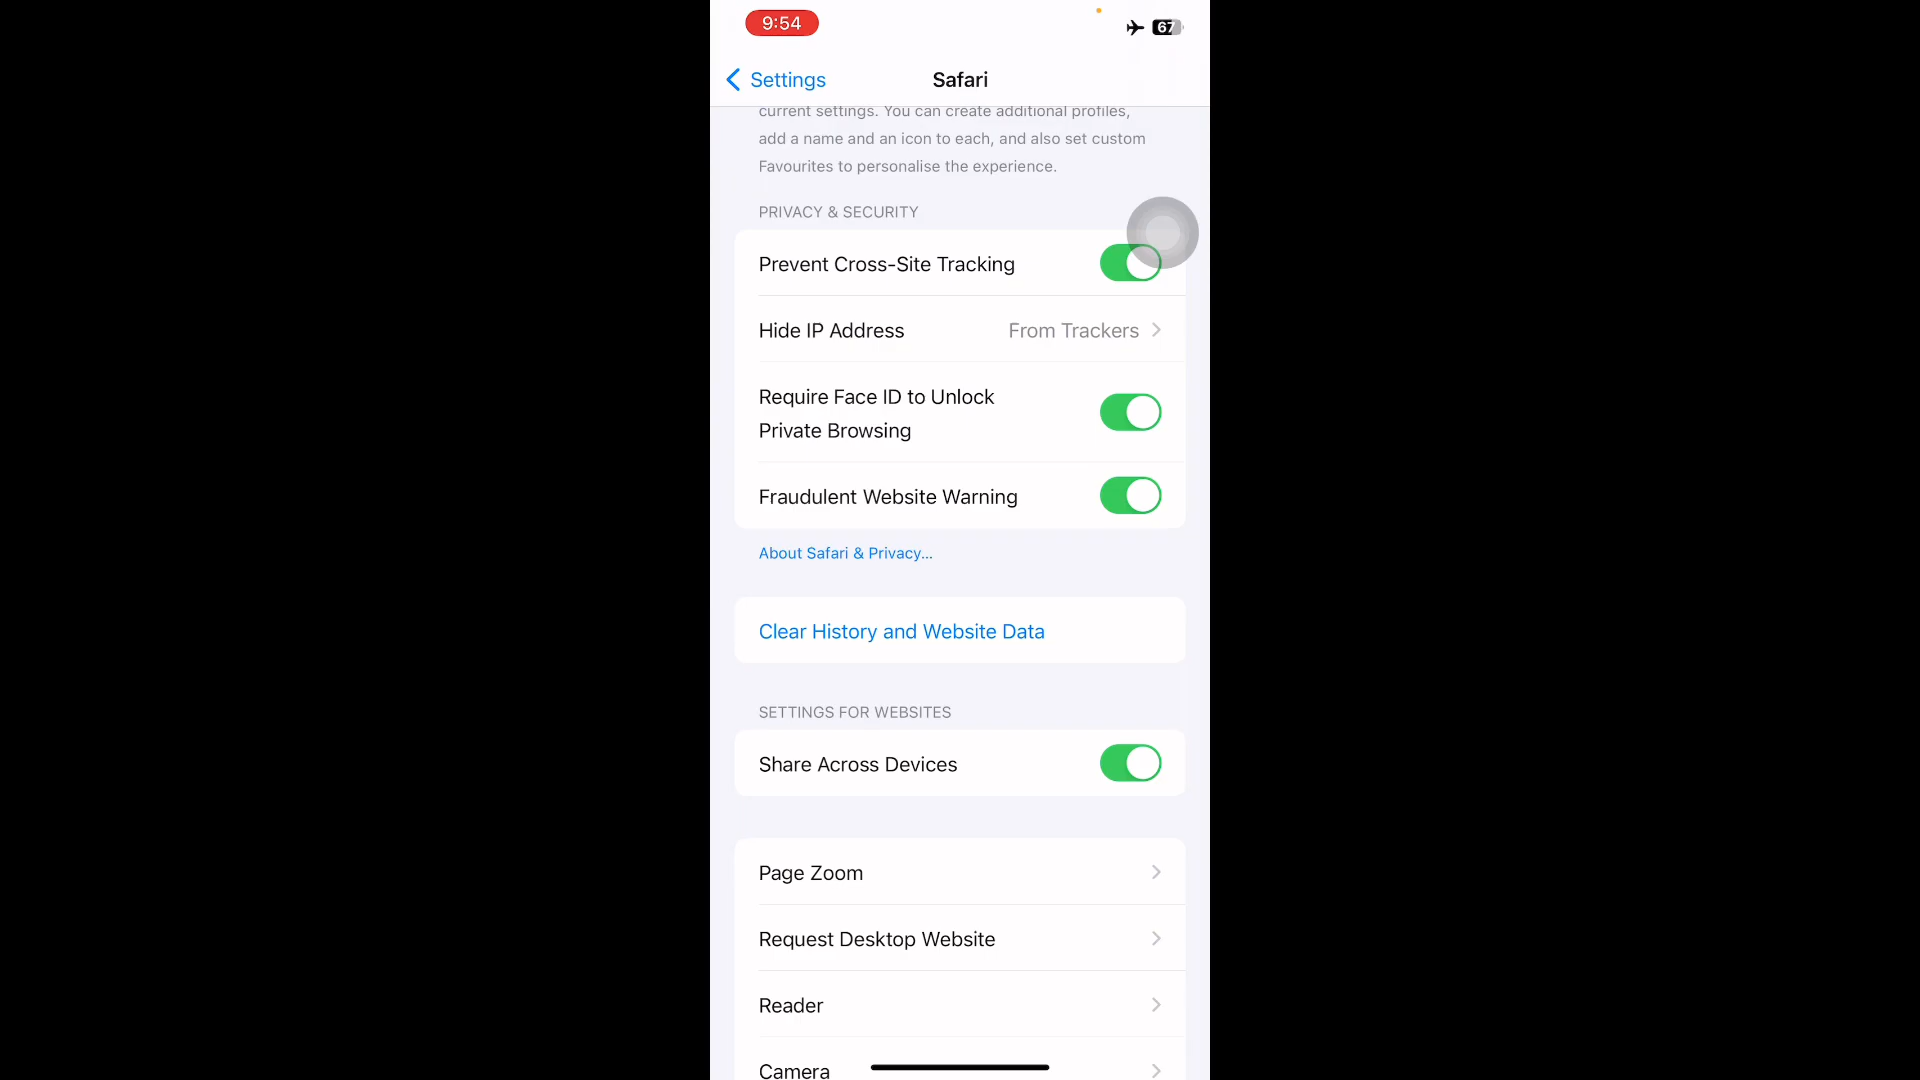 9:54
67
Settings
Safari
current settings. You can create additional profiles,
add a name and an icon to each, and also set custom
Favourites to personalise the experience.
PRIVACY & SECURITY
Prevent Cross-Site Tracking
Hide IP Address From Trackers
Require Face ID to Unlock
Private Browsing
Fraudulent Website Warning
About Safari & Privacy...
Clear History and Website Data
SETTINGS FOR WEBSITES
Share Across Devices
Page Zoom
Request Desktop Website
Reader
Camera